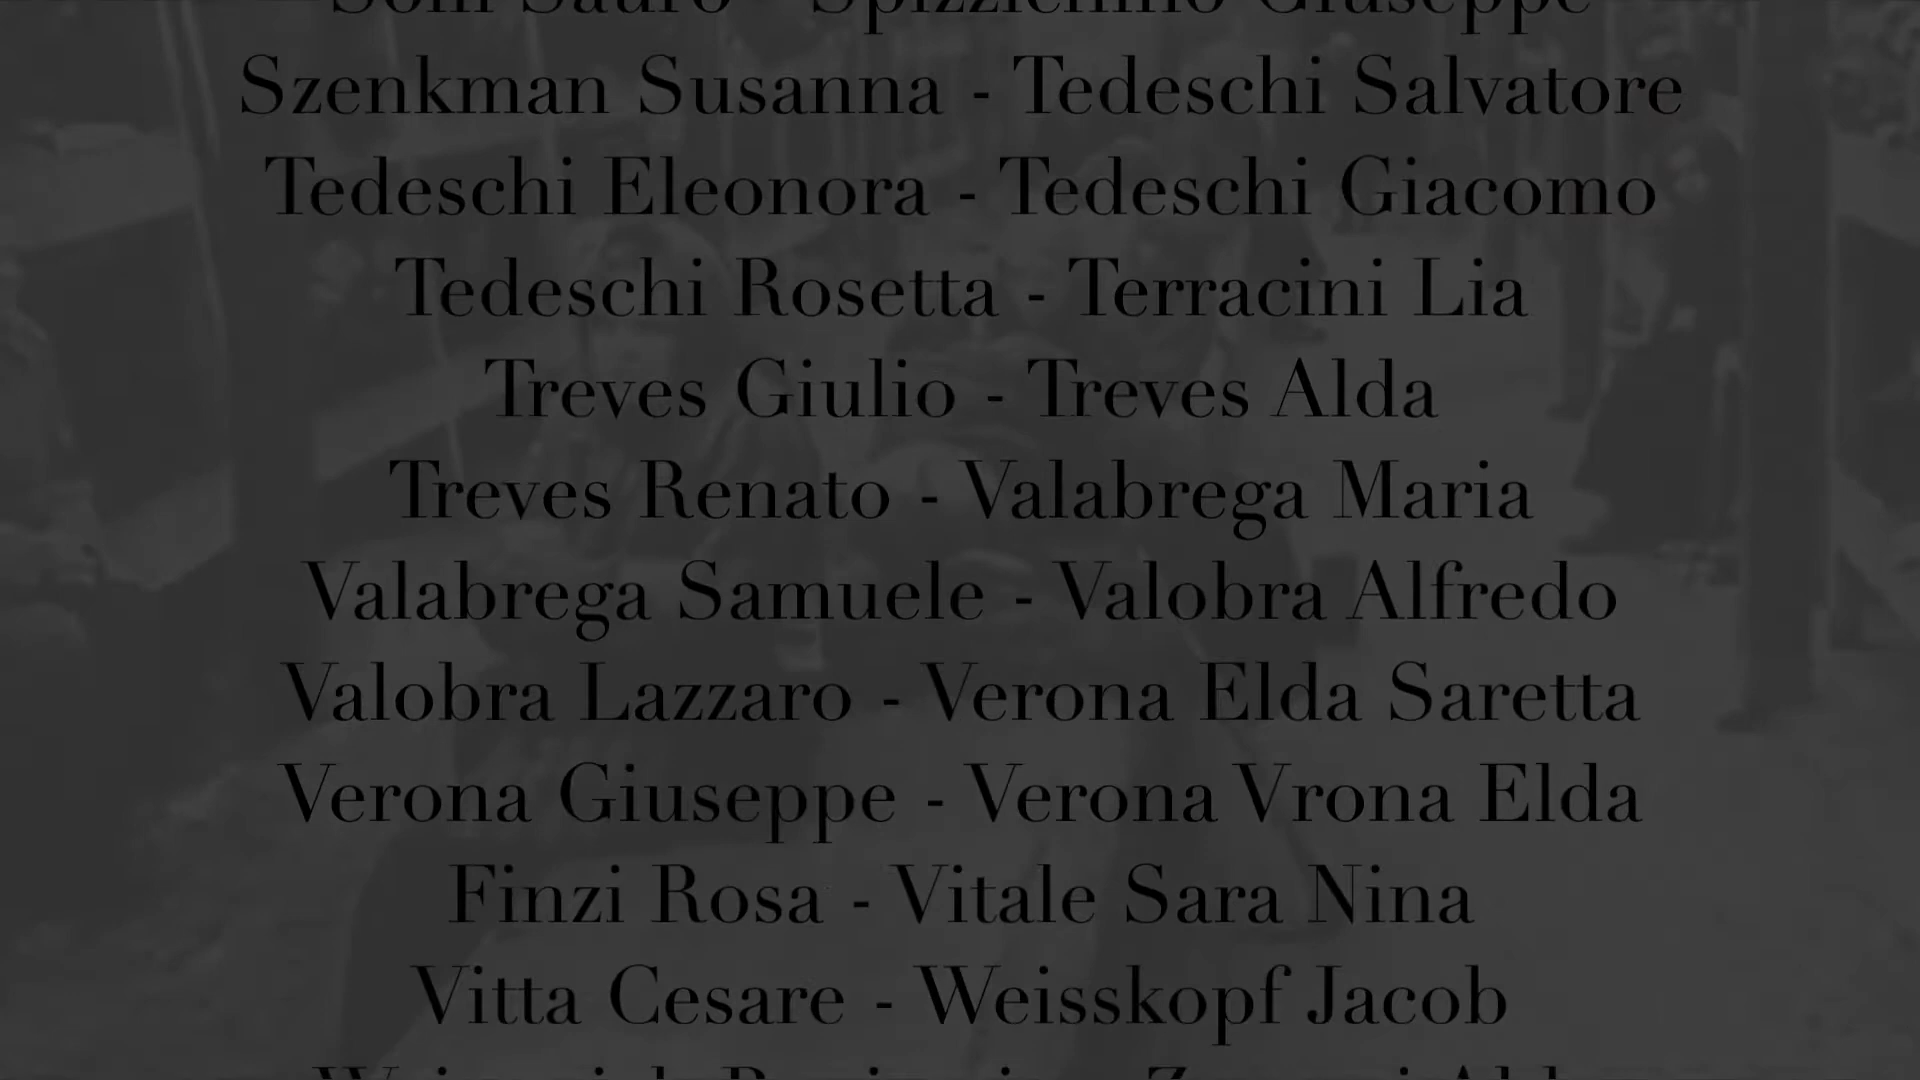 Szenkman Susanna - Tedeschi Salvatore
Tedeschi Eleonora - Tedeschi Giacomo
Tedeschi Rosetta - Terracini Lia
Treves Giulio - Treves Alda
Treves Renato - Valabrega Maria
Valabrega Samuele - Valobra Alfredo
Valobra Lazzaro - Verona Elda Saretta
Verona Giuseppe - Verona Vrona Elda
Finzi Rosa - Vitale Sara Nina
Vitta Cesare - Weisskopf Jacob